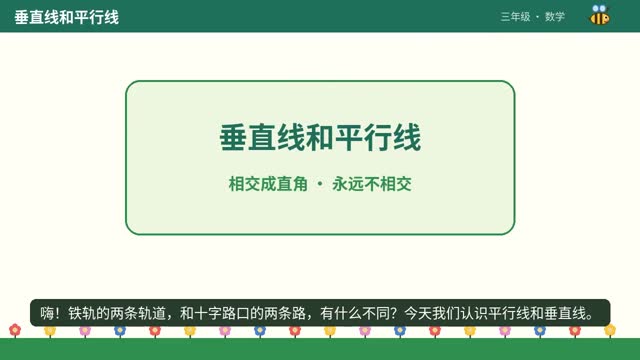 垂直线和平行线
三年级 · 数学
垂直线和平行线
相交成直角 · 永远不相交
嗨！铁轨的两条轨道，和十字路口的两条路，有什么不同？今天我们认识平行线和垂直线。